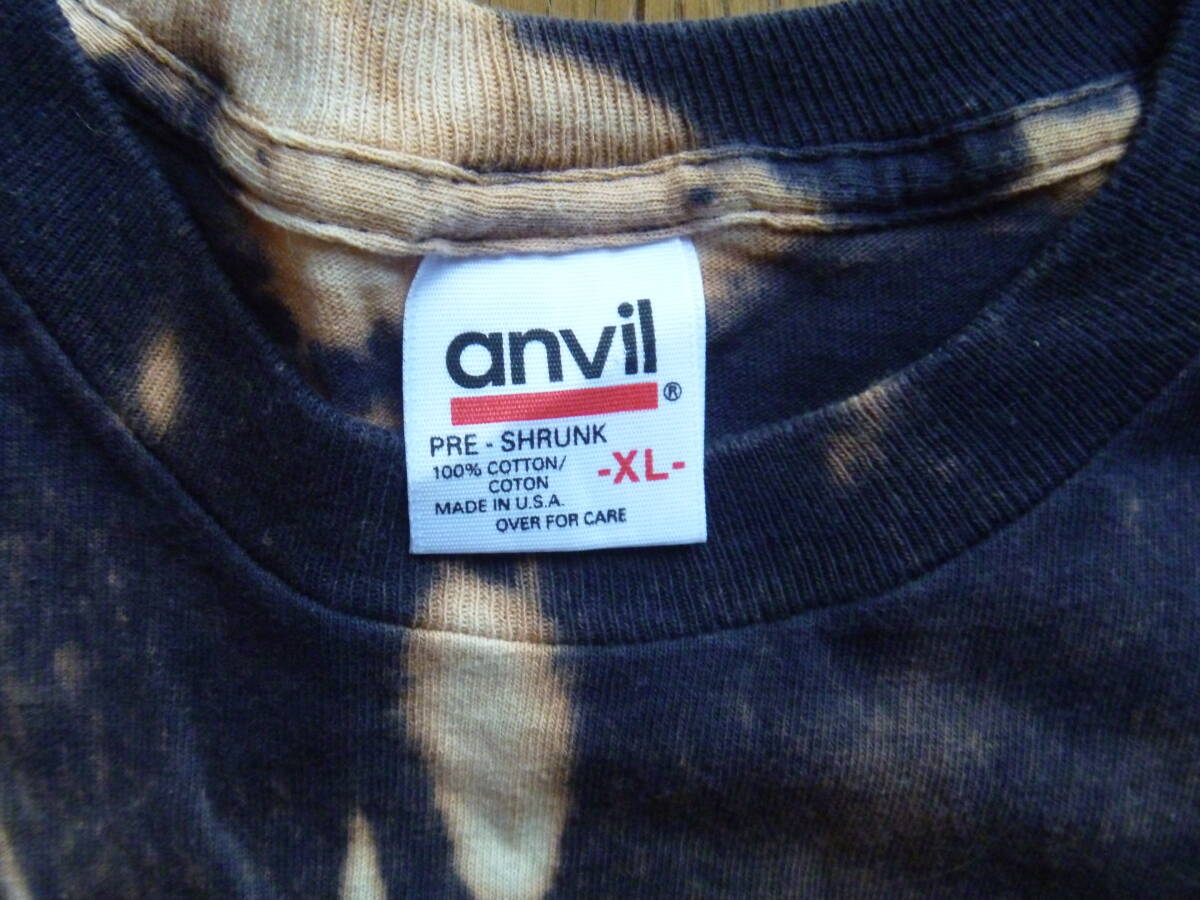 anvil®
PRE - SHRUNK
100% COTTON/
COTON
-XL-
MADE IN U.S.A.
OVER FOR CARE